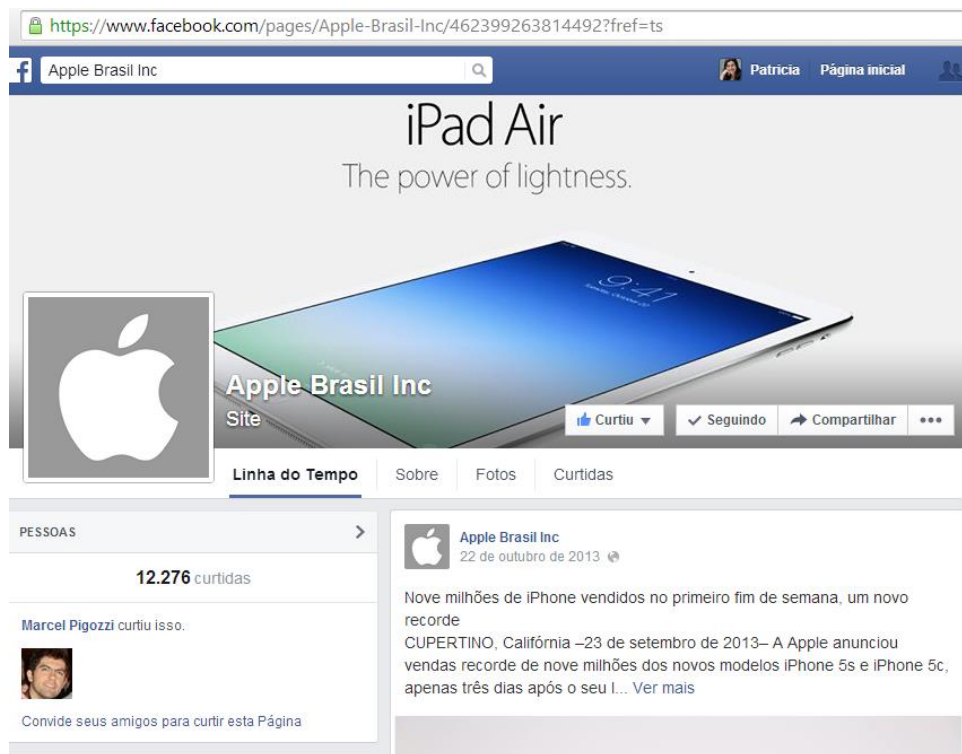 https://www.facebook.com/pages/Apple-Brasil-Inc/462399263814492?fref=ts
f Apple Brasil Inc Patricia Página inicial
iPad Air
The power of lightness.
9:41
Apple Brasil Inc
Site
Curtiu Seguindo Compartilhar
Linha do Tempo Sobre Fotos Curtidas
PESSOAS
12.276 curtidas
Marcel Pigozzi curtiu isso.
Convide seus amigos para curtir esta Página
Apple Brasil Inc
22 de outubro de 2013
Nove milhões de iPhone vendidos no primeiro fim de semana, um novo
recorde
CUPERTINO, Califórnia –23 de setembro de 2013– A Apple anunciou
vendas recorde de nove milhões dos novos modelos iPhone 5s e iPhone 5c,
apenas três dias após o seu l... Ver mais